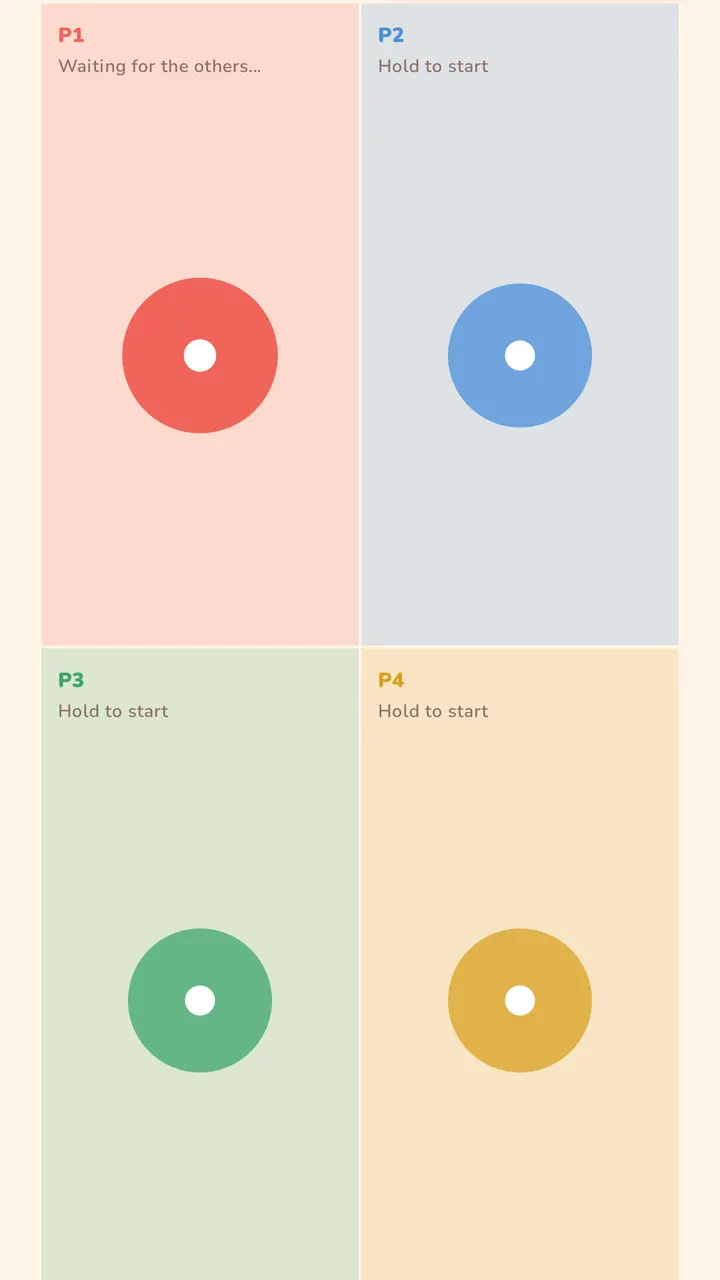 P1
Waiting for the others...
P2
Hold to start
P3
Hold to start
P4
Hold to start